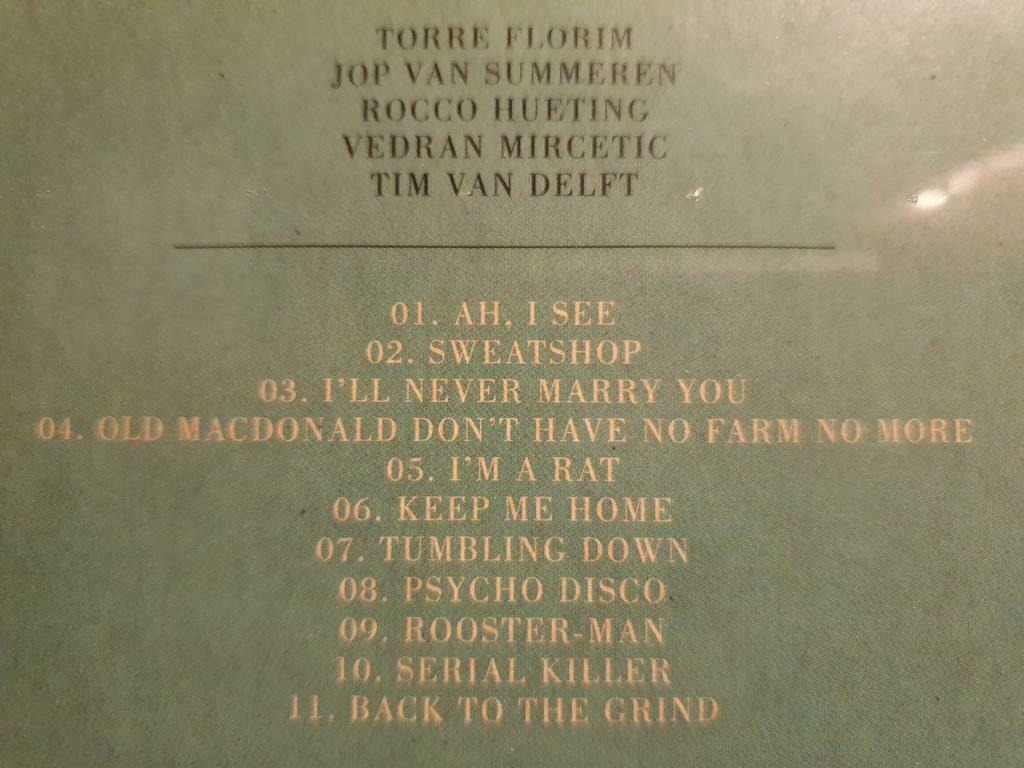 TORRE FLORIM
JOP VAN SUMMEREN
ROCCO HUETING
VEDRAN MIRCETIC
TIM VAN DELFT
01. AH, I SEE
02. SWEATSHOP
03. I'LL NEVER MARRY YOU
04. OLD MACDONALD DON'T HAVE NO FARM NO MORE
05. I'M A RAT
06. KEEP ME HOME
07. TUMBLING DOWN
08. PSYCHO DISCO
09. ROOSTER-MAN
10. SERIAL KILLER
11. BACK TO THE GRIND